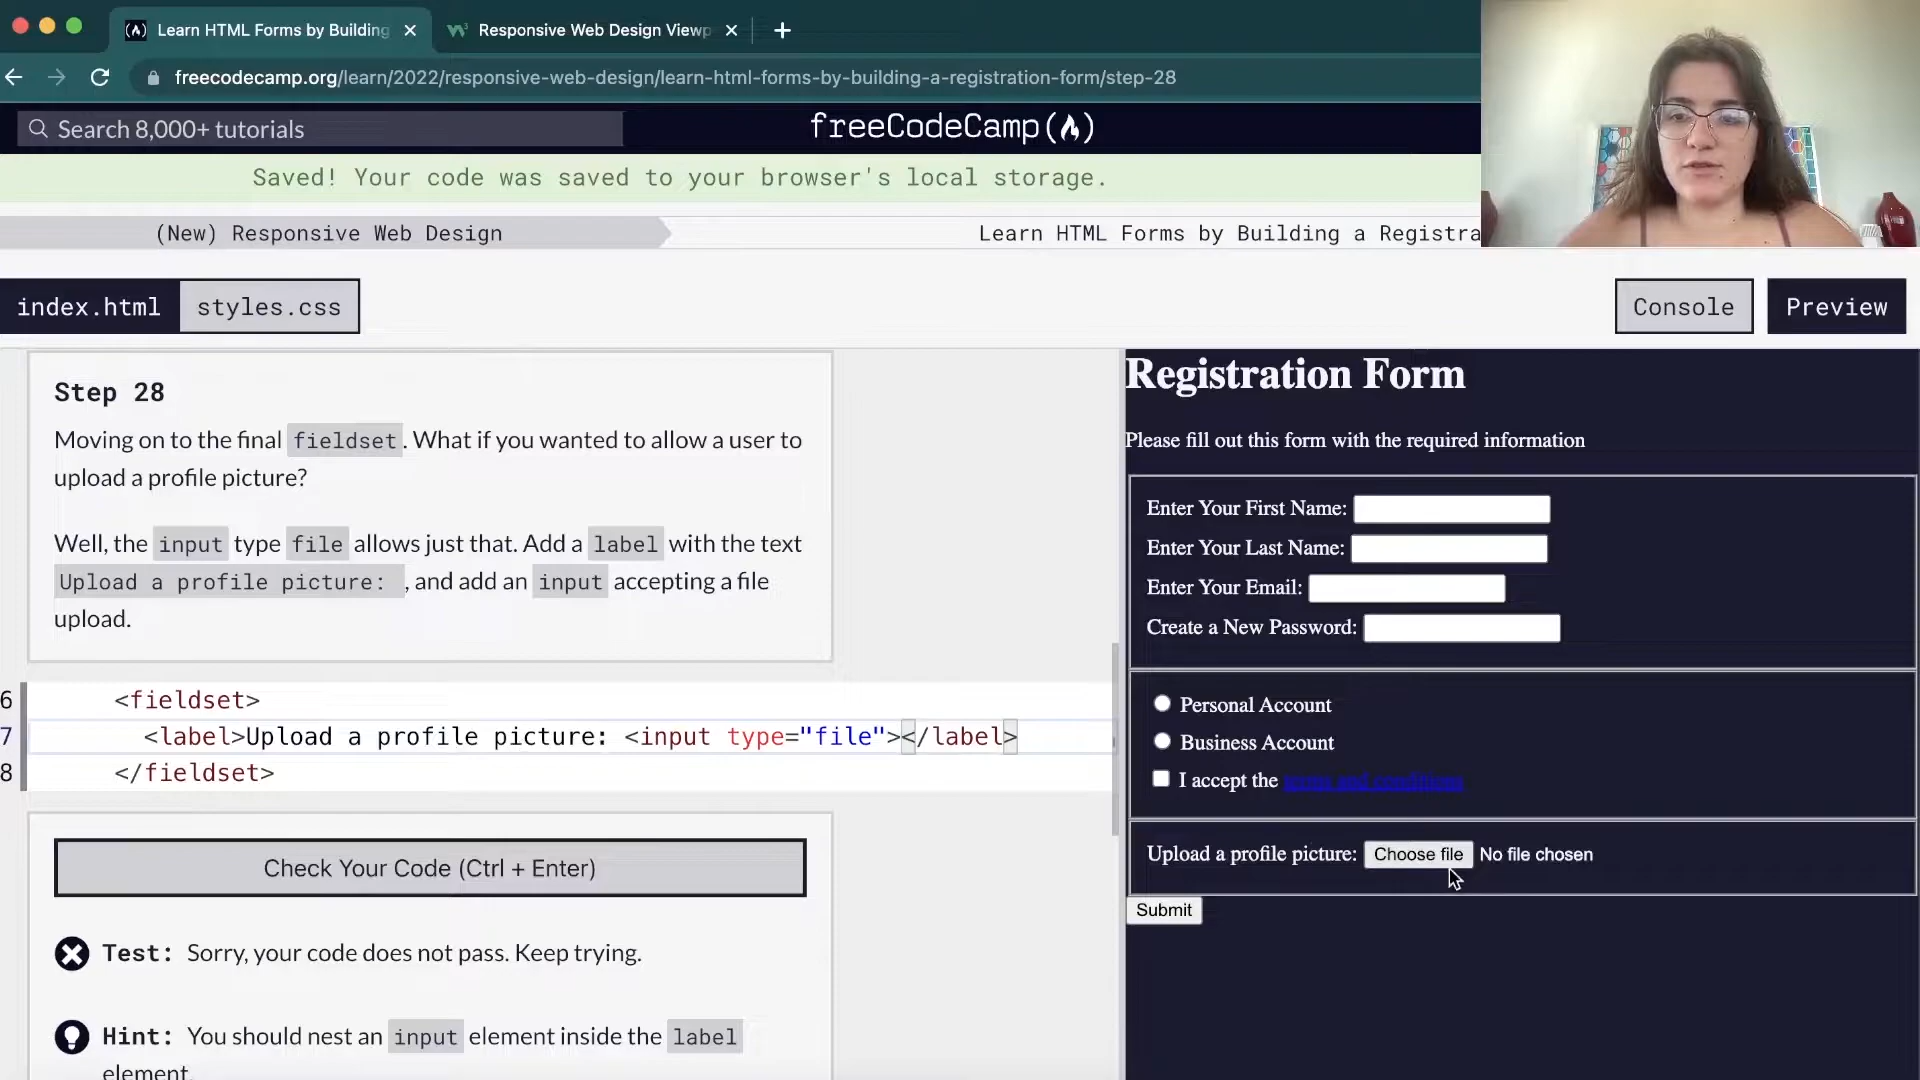 Learn HTML Forms by Building
Responsive Web Design Viewp
freecodecamp.org/learn/2022/responsive-web-design/learn-html-forms-by-building-a-registration-form/step-28
Search 8,000+ tutorials
freeCodeCamp
Saved! Your code was saved to your browser's local storage.
(New) Responsive Web Design
Learn HTML Forms by Building a Registra
index.html
styles.css
Console
Preview
Step 28
Moving on to the final fieldset. What if you wanted to allow a user to
upload a profile picture?
Well, the input type file allows just that. Add a label with the text
Upload a profile picture: , and add an input accepting a file
upload.
6 <fieldset>
7 <label>Upload a profile picture: <input type="file"></label>
8 </fieldset>
Check Your Code (Ctrl + Enter)
Test: Sorry, your code does not pass. Keep trying.
Hint: You should nest an input element inside the label
element.
Registration Form
Please fill out this form with the required information
Enter Your First Name:
Enter Your Last Name:
Enter Your Email:
Create a New Password:
Personal Account
Business Account
I accept the terms and conditions
Upload a profile picture: Choose file No file chosen
Submit